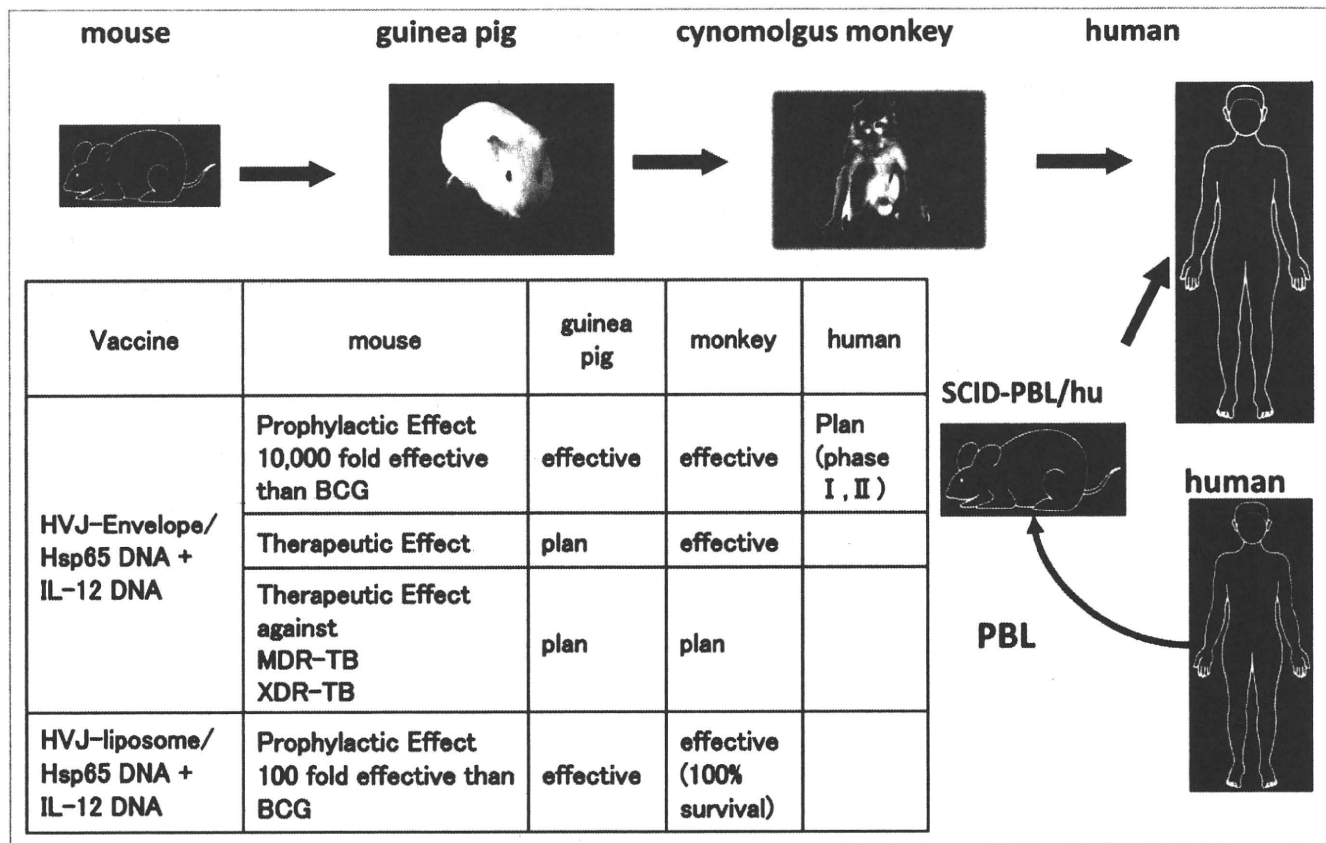 mouse
guinea pig
cynomolgus monkey
human
Vaccine
mouse
guinea
pig
monkey
human
HVJ-Envelope/
Hsp65 DNA +
IL-12 DNA
Prophylactic Effect
10,000 fold effective
than BCG
effective
effective
Plan
(phase
Ⅰ,Ⅱ)
Therapeutic Effect
plan
effective
Therapeutic Effect
against
MDR-TB
XDR-TB
plan
plan
HVJ-liposome/
Hsp65 DNA +
IL-12 DNA
Prophylactic Effect
100 fold effective than
BCG
effective
effective
(100%
survival)
SCID-PBL/hu
human
PBL